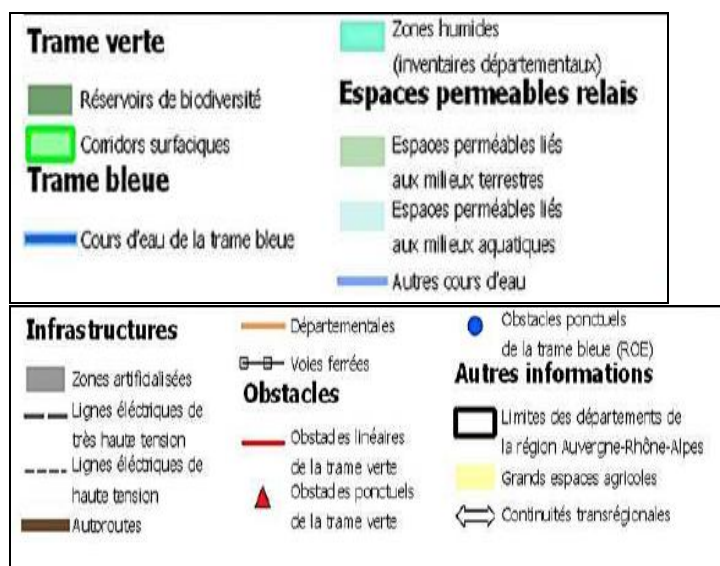 Trame verte
Réservoirs de biodiversité
Corridors surfaciques
Trame bleue
Cours d'eau de la trame bleue
Zones humides
(inventaires départementaux)
Espaces permeables relais
Espaces perméables liés
aux milieux terrestres
Espaces perméables liés
aux milieux aquatiques
Autres cours d'eau
Infrastructures
Zones artificialisées
Lignes éléctriques de
très haute tension
Lignes éléctriques de
haute tension
Autoroutes
Départementales
Voies ferrées
Obstacles
Obstacles linéaires
de la trame verte
Obstacles ponctuels
de la trame verte
Obstacles ponctuels
de la trame bleue (ROE)
Autres informations
Limites des départements de
la région Auvergne-Rhône-Alpes
Grands espaces agricoles
Continuités transrégionales